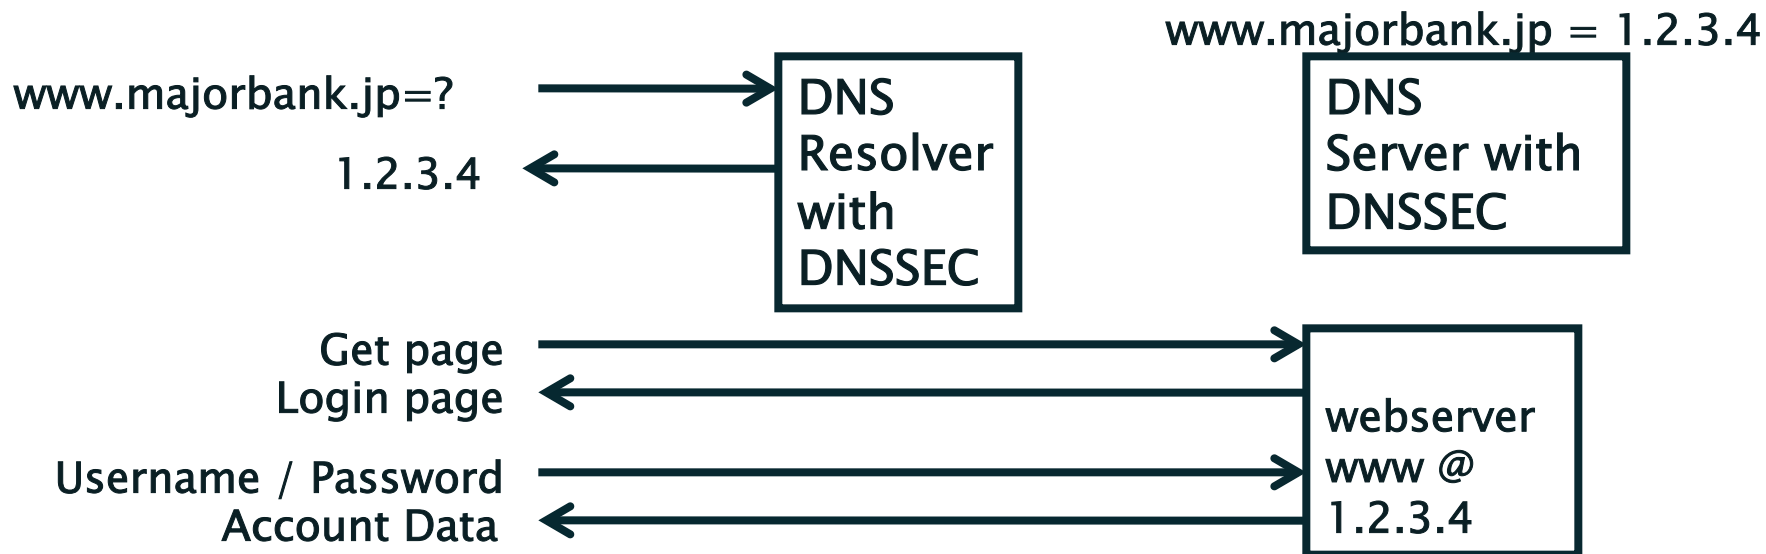 www.majorbank.jp = 1.2.3.4
www.majorbank.jp=?
1.2.3.4
DNS
Resolver
with
DNSSEC
DNS
Server with
DNSSEC
Get page
Login page
Username / Password
Account Data
webserver
www @
1.2.3.4